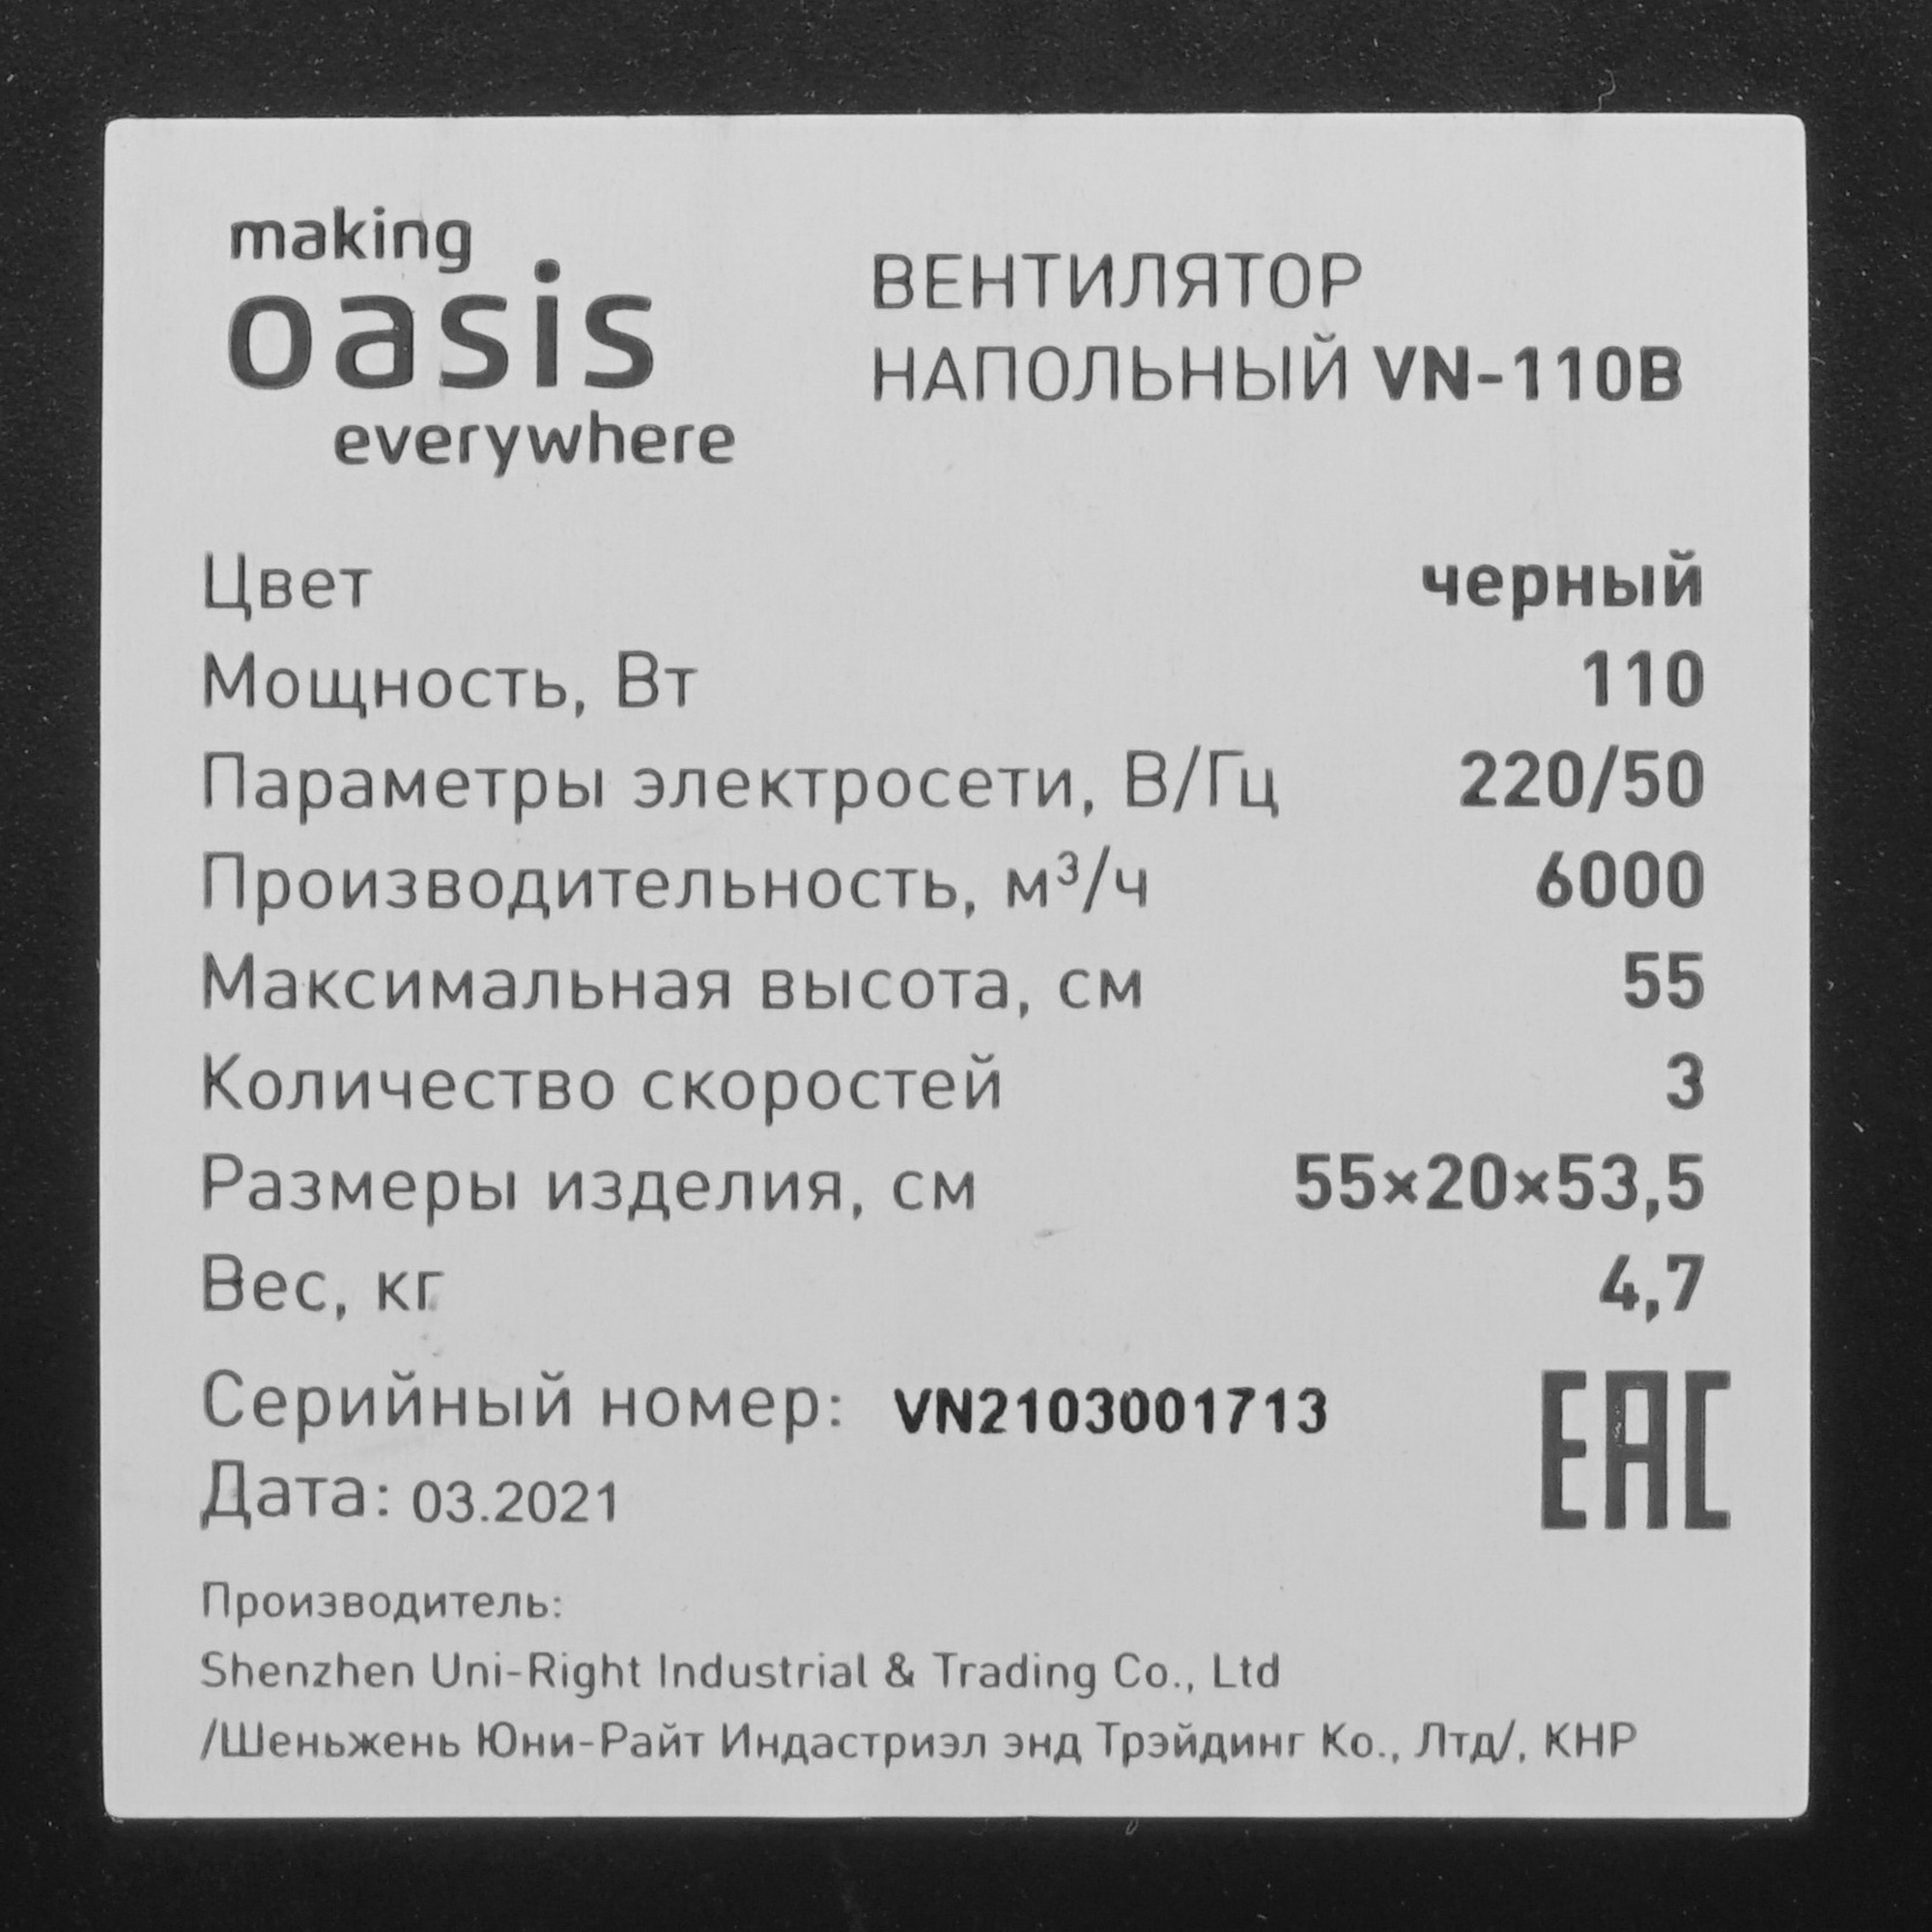 making
oasis
everywhere
ВЕНТИЛЯТОР
НАПОЛЬНЫЙ VN-110B
Цвет черный
Мощность, Вт 110
Параметры электросети, В/Гц 220/50
Производительность, м³/ч 6000
Максимальная высота, см 55
Количество скоростей 3
Размеры изделия, см 55×20×53,5
Вес, кг 4,7
Серийный номер: VN2103001713
EAC
Дата: 03.2021
Производитель:
Shenzhen Uni-Right Industrial & Trading Co., Ltd
/Шеньжень Юни-Райт Индастриэл энд Трэйдинг Ко., Лтд/, КНР